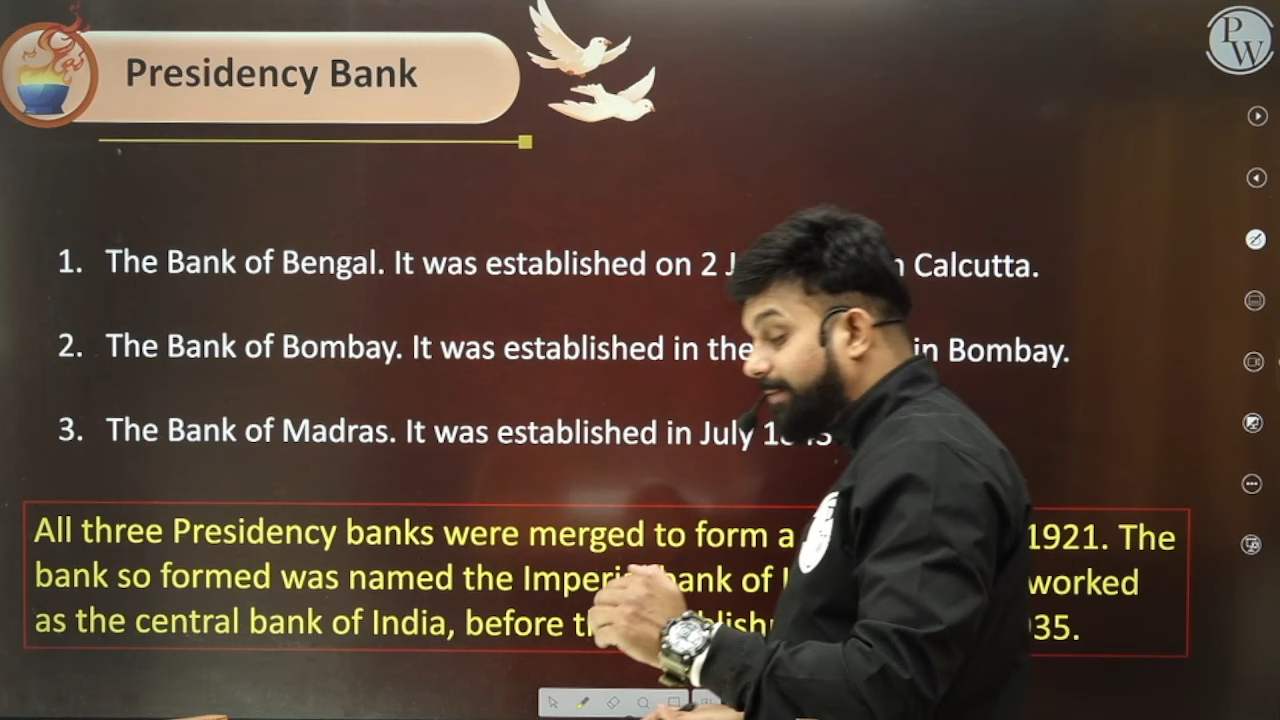 Presidency Bank
PW
1. The Bank of Bengal. It was established on 2 Calcutta.
2. The Bank of Bombay. It was established in the in Bombay.
3. The Bank of Madras. It was established in July
All three Presidency banks were merged to form a 1921. The
bank so formed was named the bank of worked
as the central bank of India, before